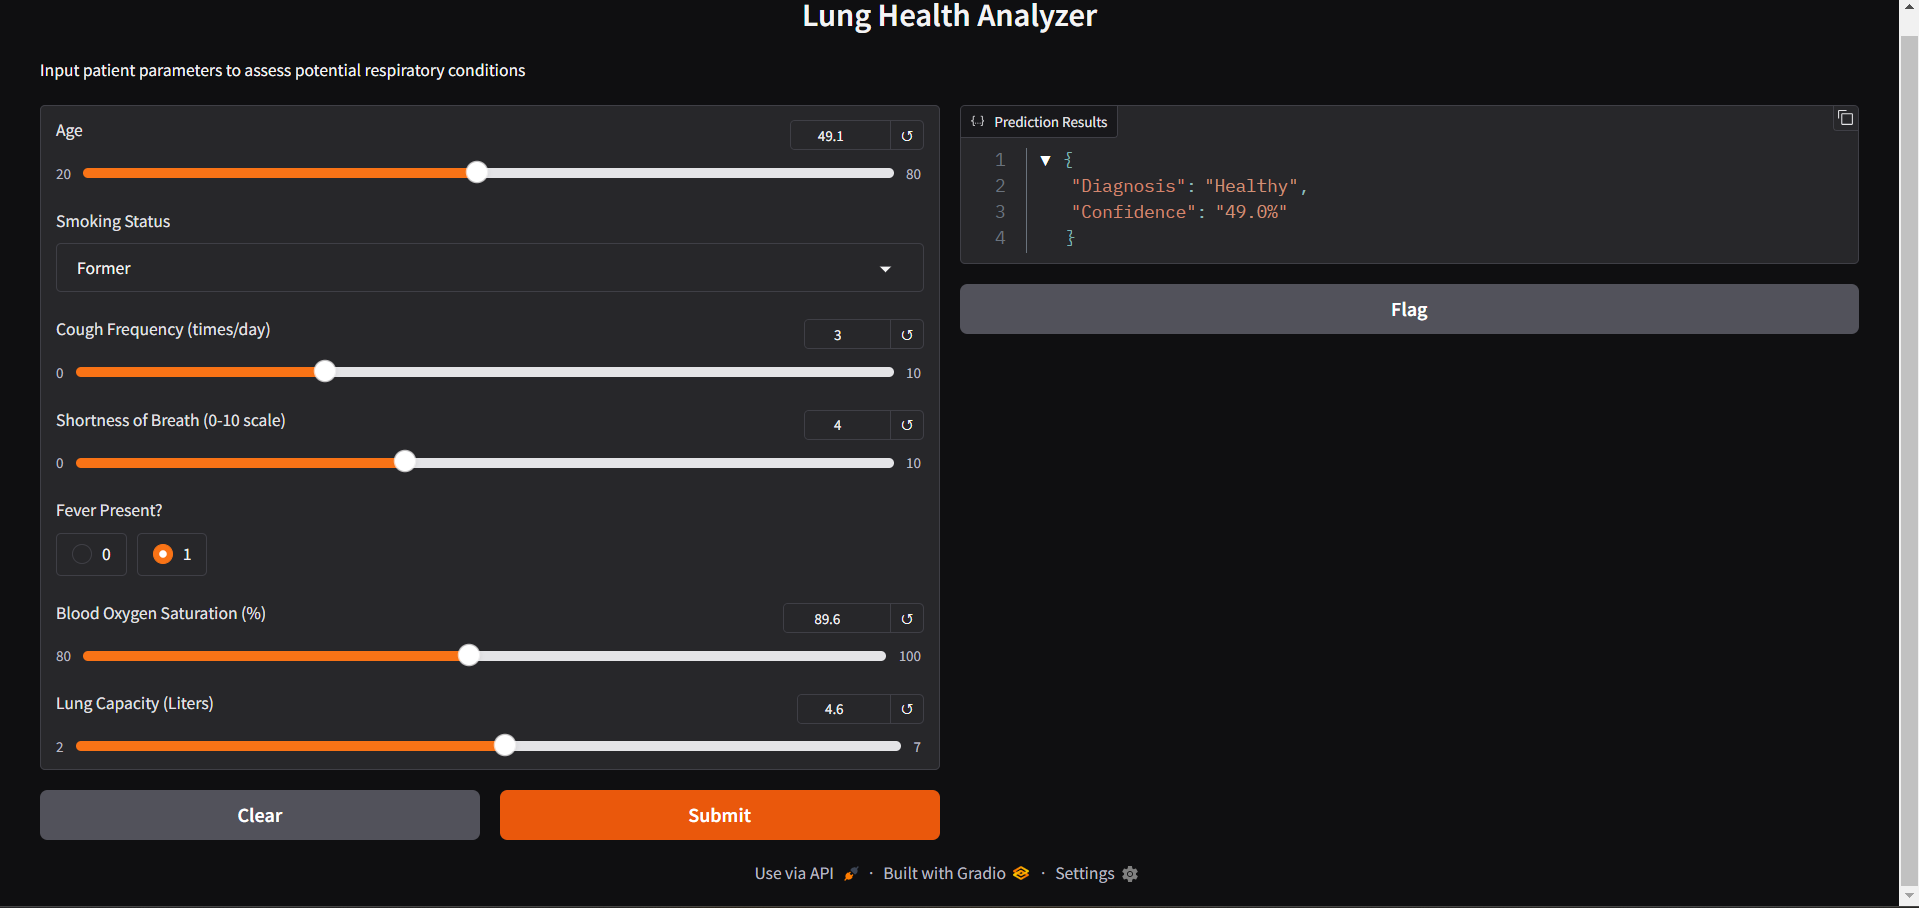 Lung Health Analyzer
Input patient parameters to assess potential respiratory conditions
Age
49.1
20
80
Smoking Status
Former
Cough Frequency (times/day)
3
0
10
Shortness of Breath (0-10 scale)
4
0
10
Fever Present?
0
1
Blood Oxygen Saturation (%)
89.6
80
100
Lung Capacity (Liters)
4.6
2
7
Clear
Submit
Prediction Results
1 {
2 "Diagnosis": "Healthy",
3 "Confidence": "49.0%"
4 }
Flag
Use via API · Built with Gradio · Settings